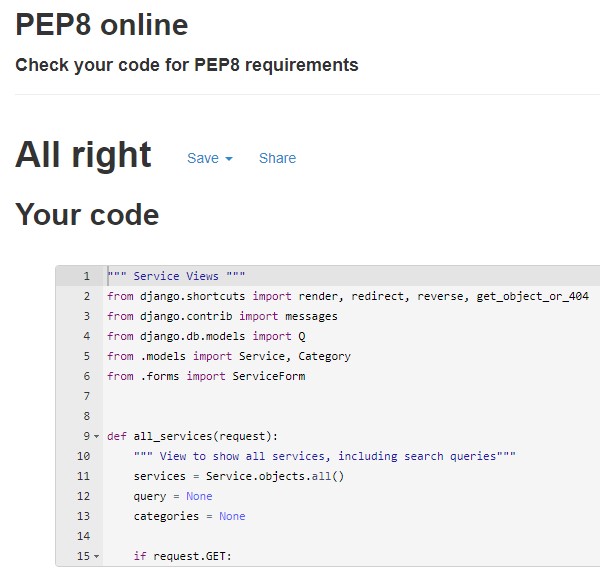 PEP8 online
Check your code for PEP8 requirements
All right Save Share
Your code
1 """ Service Views """
2 from django.shortcuts import render, redirect, reverse, get_object_or_404
3 from django.contrib import messages
4 from django.db.models import Q
5 from .models import Service, Category
6 from .forms import ServiceForm
7
8
9 def all_services(request):
10     """ View to show all services, including search queries"""
11     services = Service.objects.all()
12     query = None
13     categories = None
14
15     if request.GET: